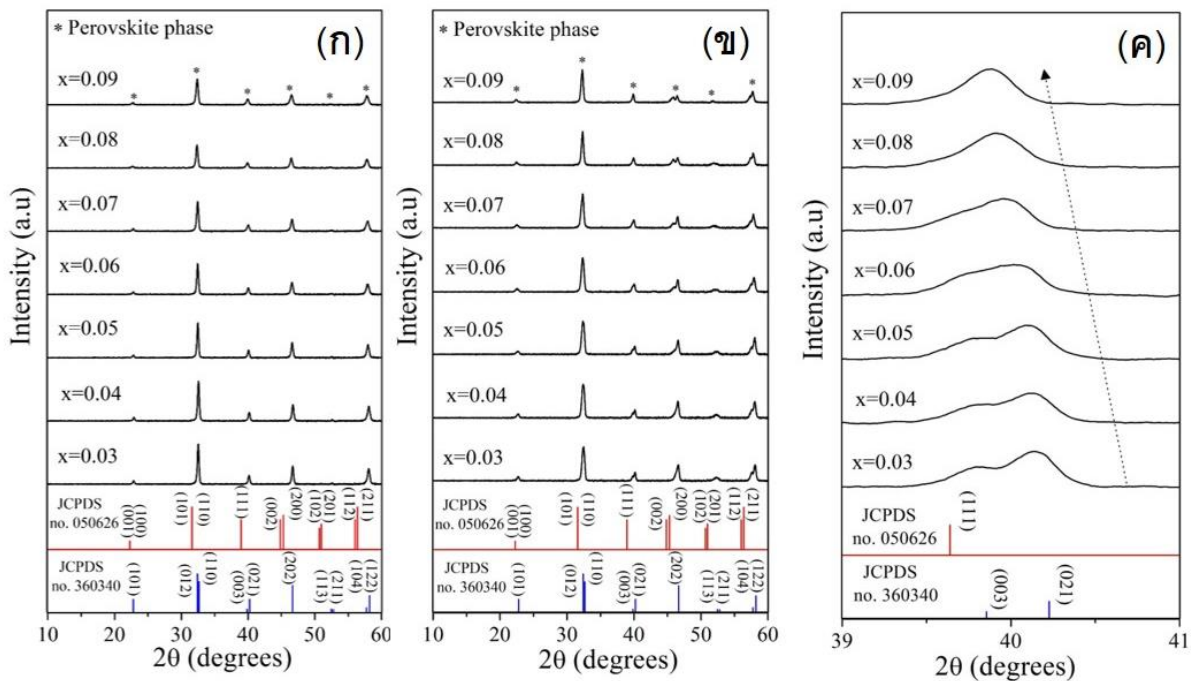 * Perovskite phase
(ก)
x=0.09
x=0.08
x=0.07
x=0.06
x=0.05
x=0.04
x=0.03
JCPDS
no. 050626
(001)
(100)
(101)
(110)
(111)
(002)
(200)
(102)
(201)
(112)
(211)
JCPDS
no. 360340
(101)
(012)
(110)
(003)
(021)
(202)
(113)
(211)
(104)
(122)
Intensity (a.u)
10 20 30 40 50 60
2θ (degrees)
* Perovskite phase
(ข)
x=0.09
x=0.08
x=0.07
x=0.06
x=0.05
x=0.04
x=0.03
JCPDS
no. 050626
(001)
(100)
(101)
(110)
(111)
(002)
(200)
(102)
(201)
(112)
(211)
JCPDS
no. 360340
(101)
(012)
(110)
(003)
(021)
(202)
(113)
(211)
(104)
(122)
Intensity (a.u)
10 20 30 40 50 60
2θ (degrees)
(ค)
x=0.09
x=0.08
x=0.07
x=0.06
x=0.05
x=0.04
x=0.03
JCPDS
no. 050626
(111)
JCPDS
no. 360340
(003)
(021)
Intensity (a.u)
39 40 41
2θ (degrees)